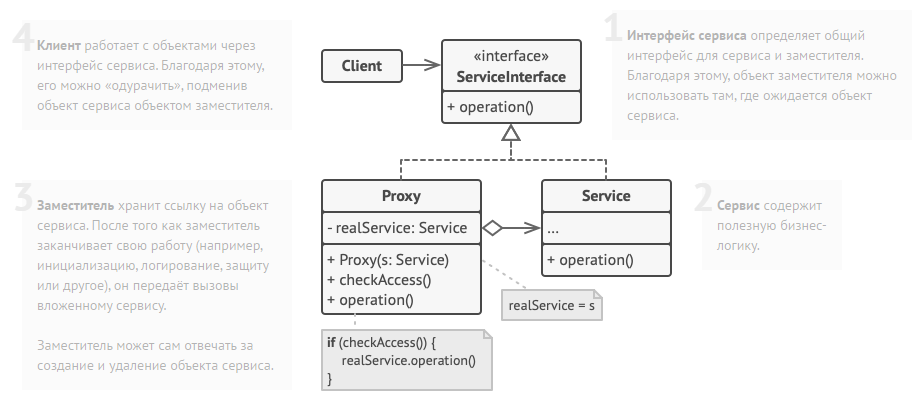 4
Клиент работает с объектами через
интерфейс сервиса. Благодаря этому,
его можно «одурачить», подменив
объект сервиса объектом заместителя.
Client
«interface»
ServiceInterface
+ operation()
1
Интерфейс сервиса определяет общий
интерфейс для сервиса и заместителя.
Благодаря этому, объект заместителя можно
использовать там, где ожидается объект
сервиса.
3
Заместитель хранит ссылку на объект
сервиса. После того как заместитель
заканчивает свою работу (например,
инициализацию, логирование, защиту
или другое), он передаёт вызовы
вложенному сервису.
Заместитель может сам отвечать за
создание и удаление объекта сервиса.
Proxy
- realService: Service
+ Proxy(s: Service)
+ checkAccess()
+ operation()
Service
...
+ operation()
2
Сервис содержит
полезную бизнес-
логику.
realService = s
if (checkAccess()) {
realService.operation()
}